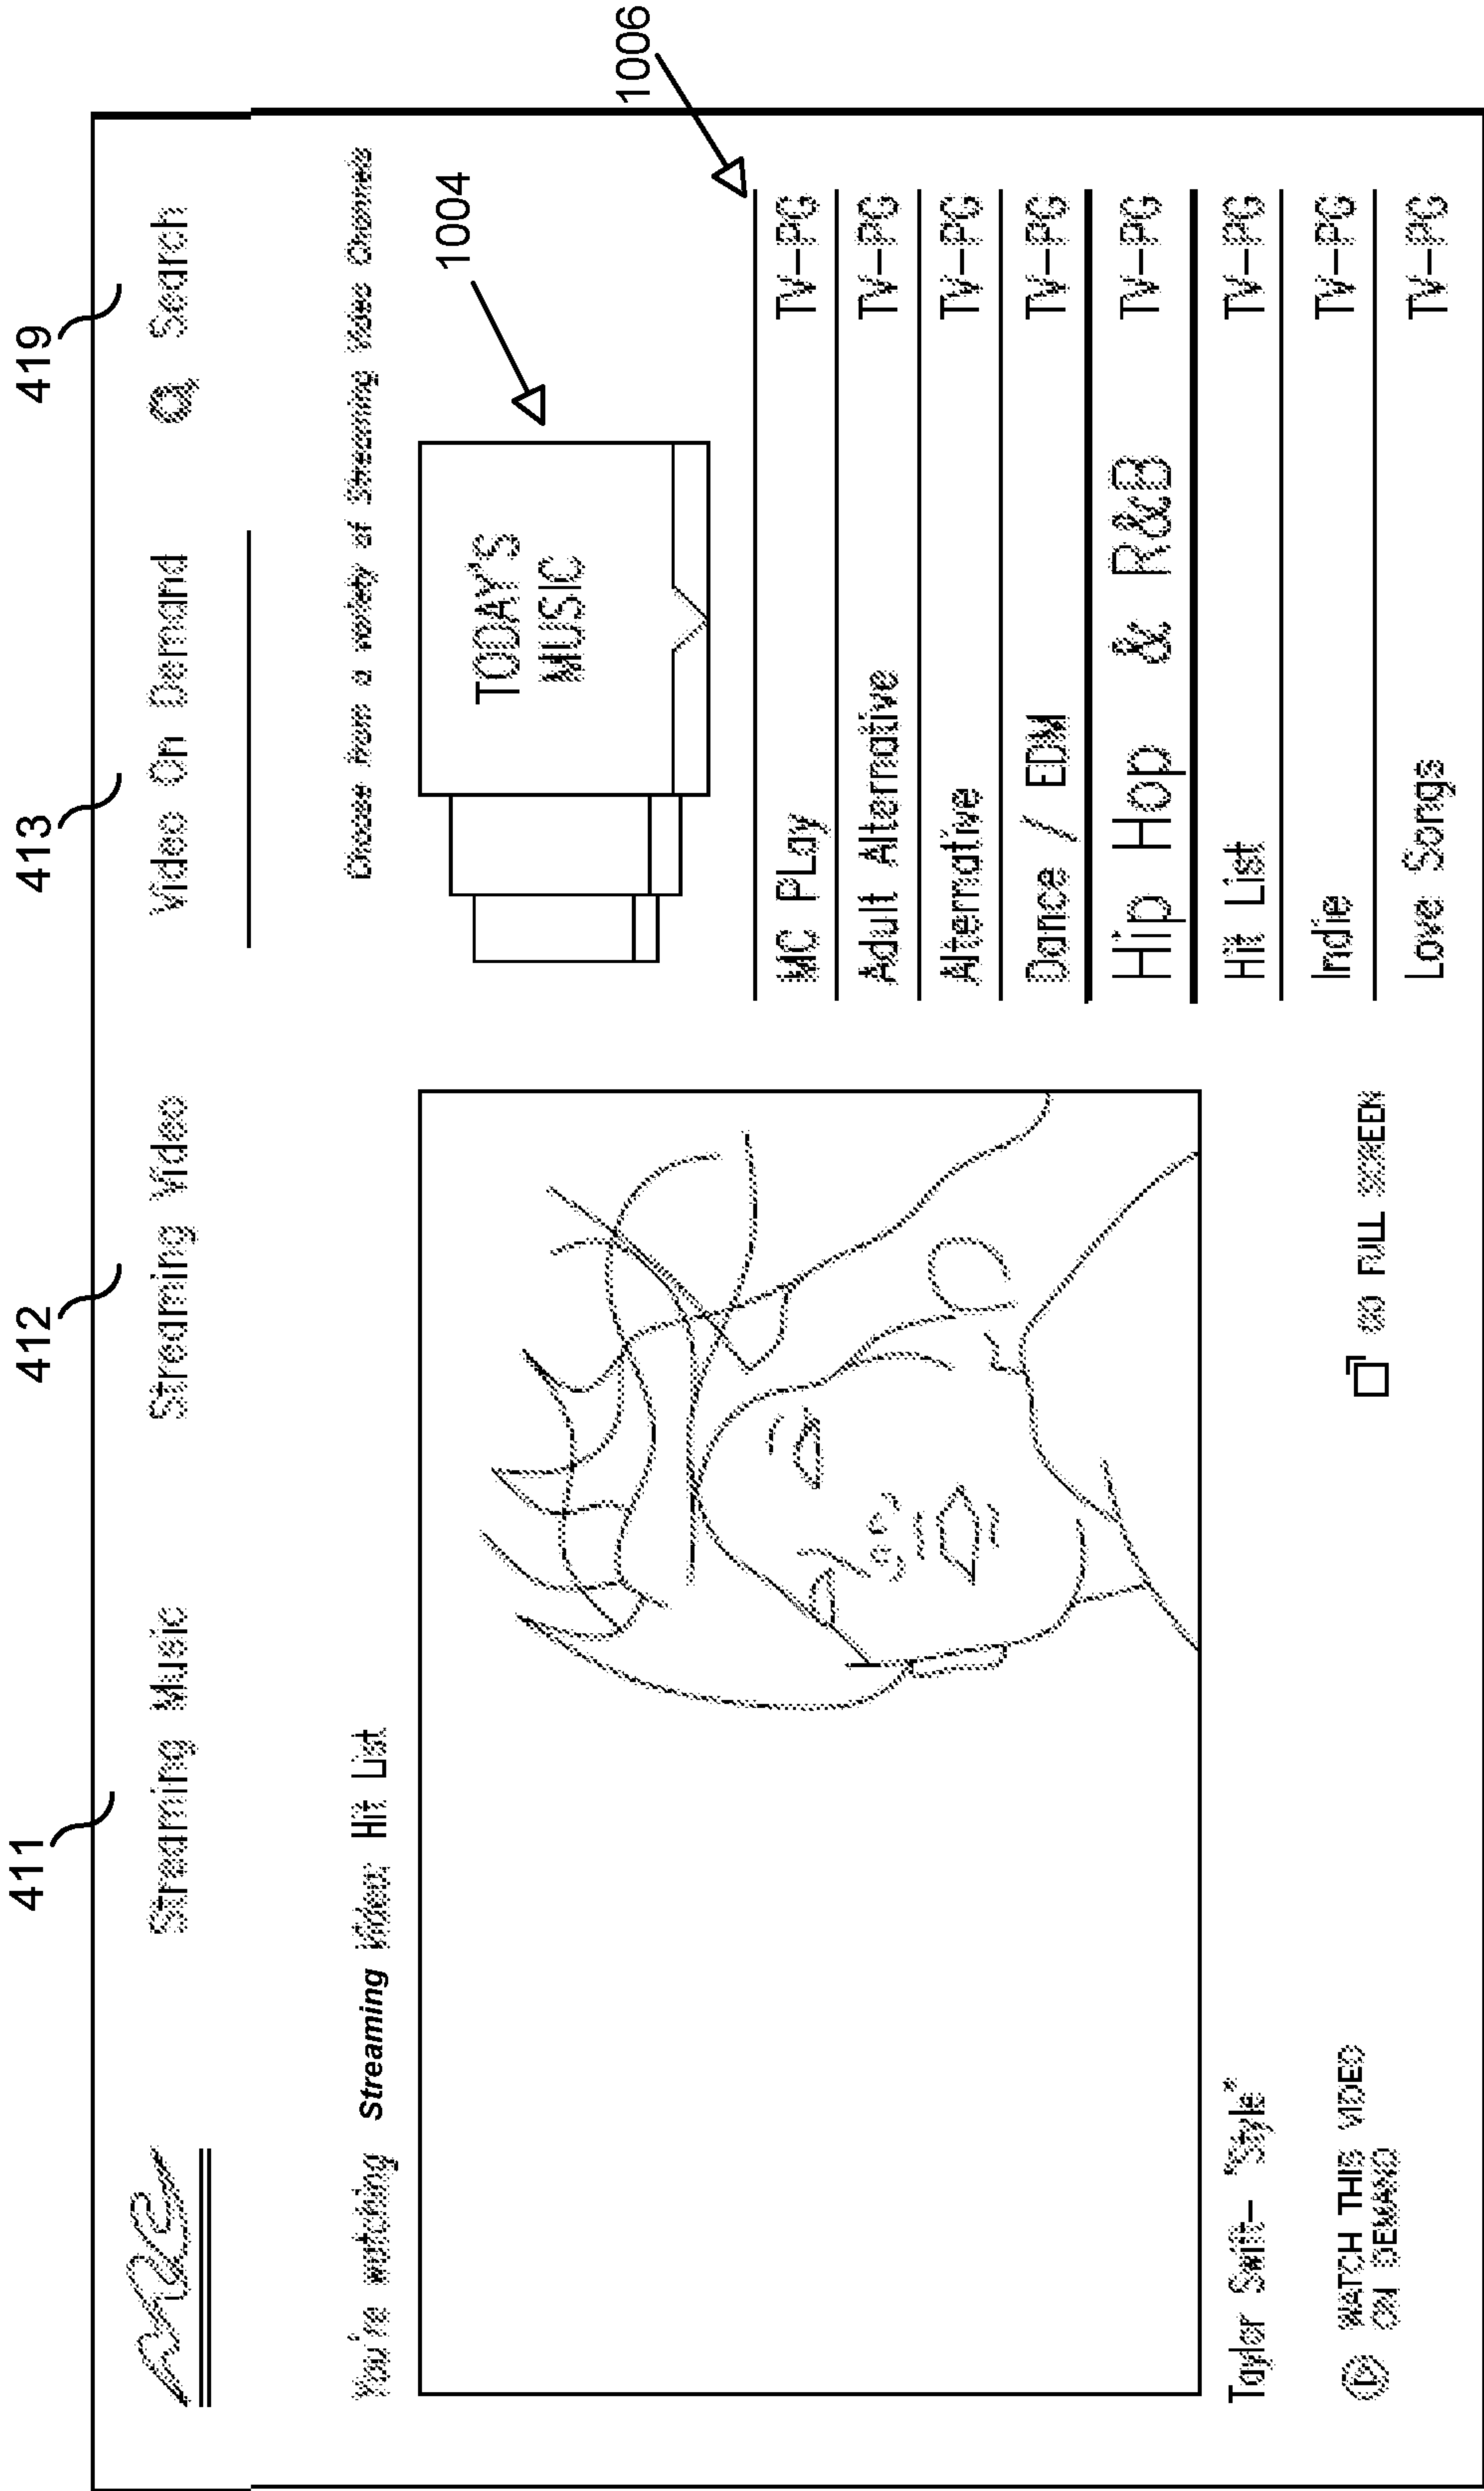 411
412
413
419
Streaming Music
Streaming Video
Video On Demand
Search
You're watching Streaming Video: Hit List
Choose from a variety of Streaming Video Channels
1004
TODAY'S
MUSIC
1006
MC PLay TV-PG
Adult Alternative TV-PG
Alternative TV-PG
Dance / EDM TV-PG
Hip Hop & R&B TV-PG
Hit List TV-PG
Indie TV-PG
Love Songs TV-PG
Taylor Swift- "Style"
WATCH THIS VIDEO
ON DEMAND
GO FULL SCREEN